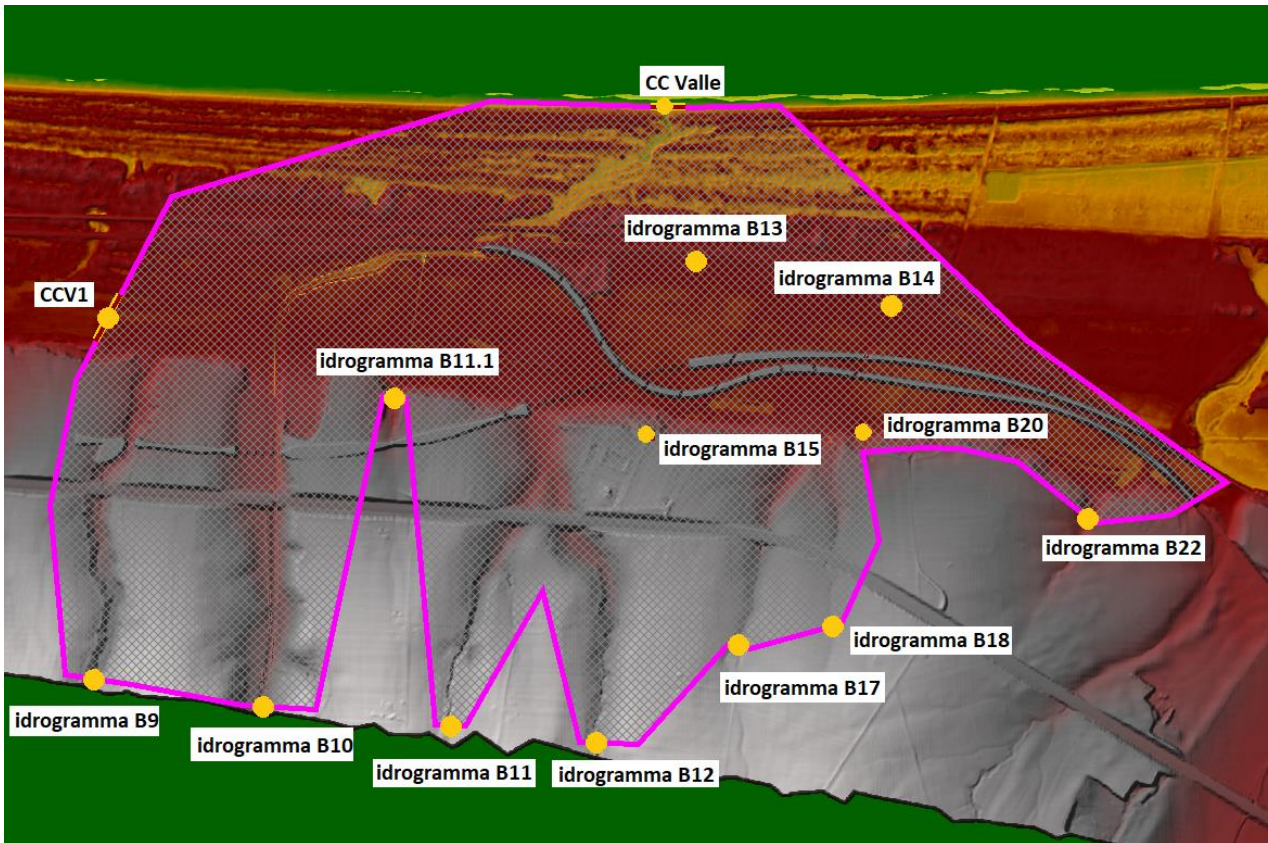 CC Valle
idrogramma B13
idrogramma B14
CCV1
idrogramma B11.1
idrogramma B20
idrogramma B15
idrogramma B22
idrogramma B18
idrogramma B17
idrogramma B9
idrogramma B10
idrogramma B11
idrogramma B12